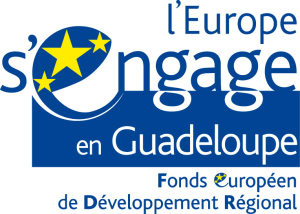 l'Europe
s'engage
en Guadeloupe
Fonds européen
de Développement Régional